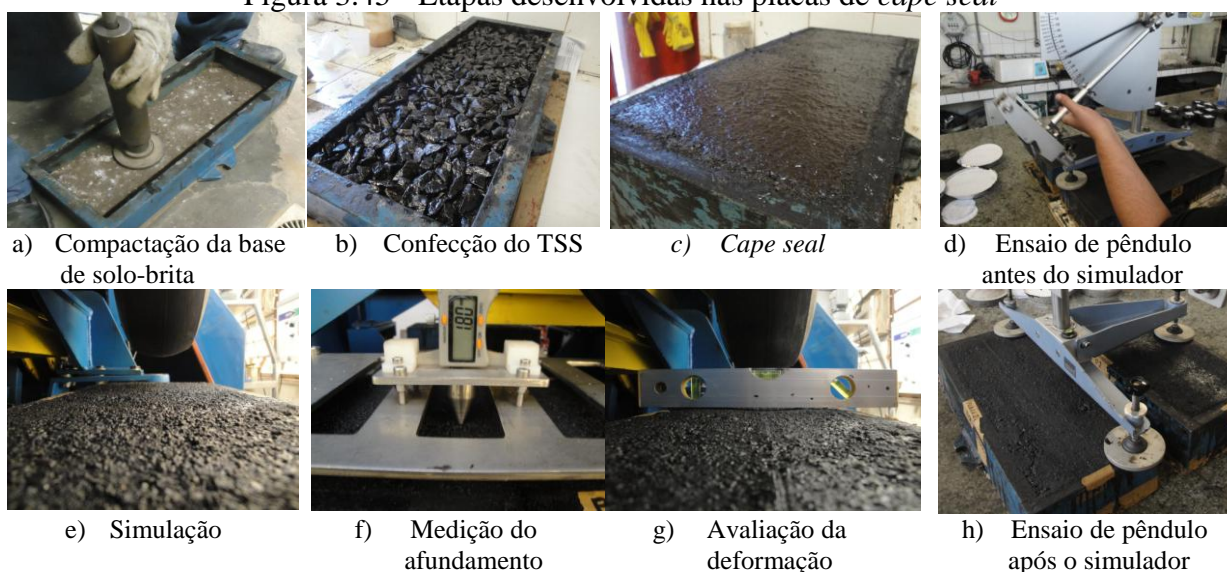 Figura 3.45 - Etapas desenvolvidas nas placas de cape seal
a) Compactação da base
de solo-brita
b) Confecção do TSS
c) Cape seal
d) Ensaio de pêndulo
antes do simulador
1.80
e) Simulação
f) Medição do
afundamento
g) Avaliação da
deformação
h) Ensaio de pêndulo
após o simulador